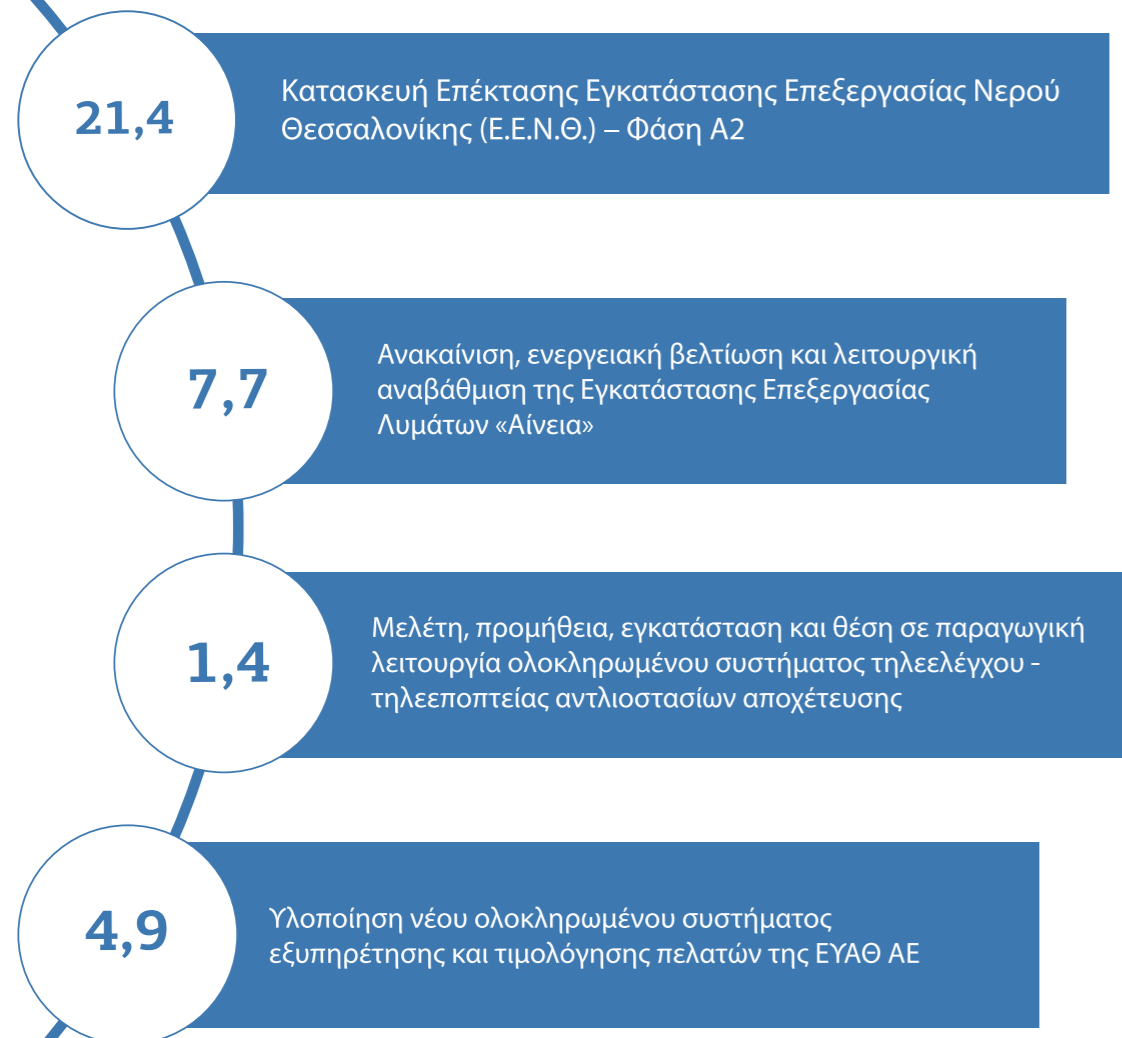 21,4
Κατασκευή Επέκτασης Εγκατάστασης Επεξεργασίας Νερού
Θεσσαλονίκης (Ε.Ε.Ν.Θ.) – Φάση Α2
7,7
Ανακαίνιση, ενεργειακή βελτίωση και λειτουργική
αναβάθμιση της Εγκατάστασης Επεξεργασίας
Λυμάτων «Αίνεια»
1,4
Μελέτη, προμήθεια, εγκατάσταση και θέση σε παραγωγική
λειτουργία ολοκληρωμένου συστήματος τηλεελέγχου -
τηλεεποπτείας αντλιοστασίων αποχέτευσης
4,9
Υλοποίηση νέου ολοκληρωμένου συστήματος
εξυπηρέτησης και τιμολόγησης πελατών της ΕΥΑΘ ΑΕ